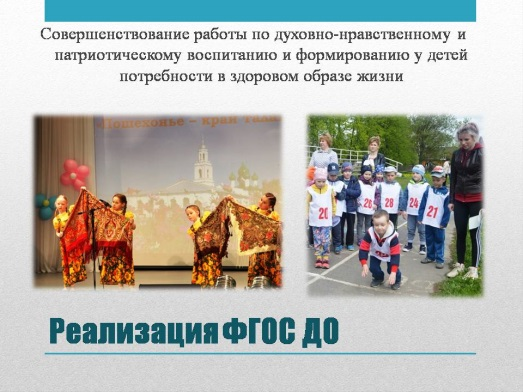 Совершенствование работы по духовно-нравственному и
патриотическому воспитанию и формированию у детей
потребности в здоровом образе жизни
Пошехонье – край
20
28
24
21
Реализация ФГОС ДО